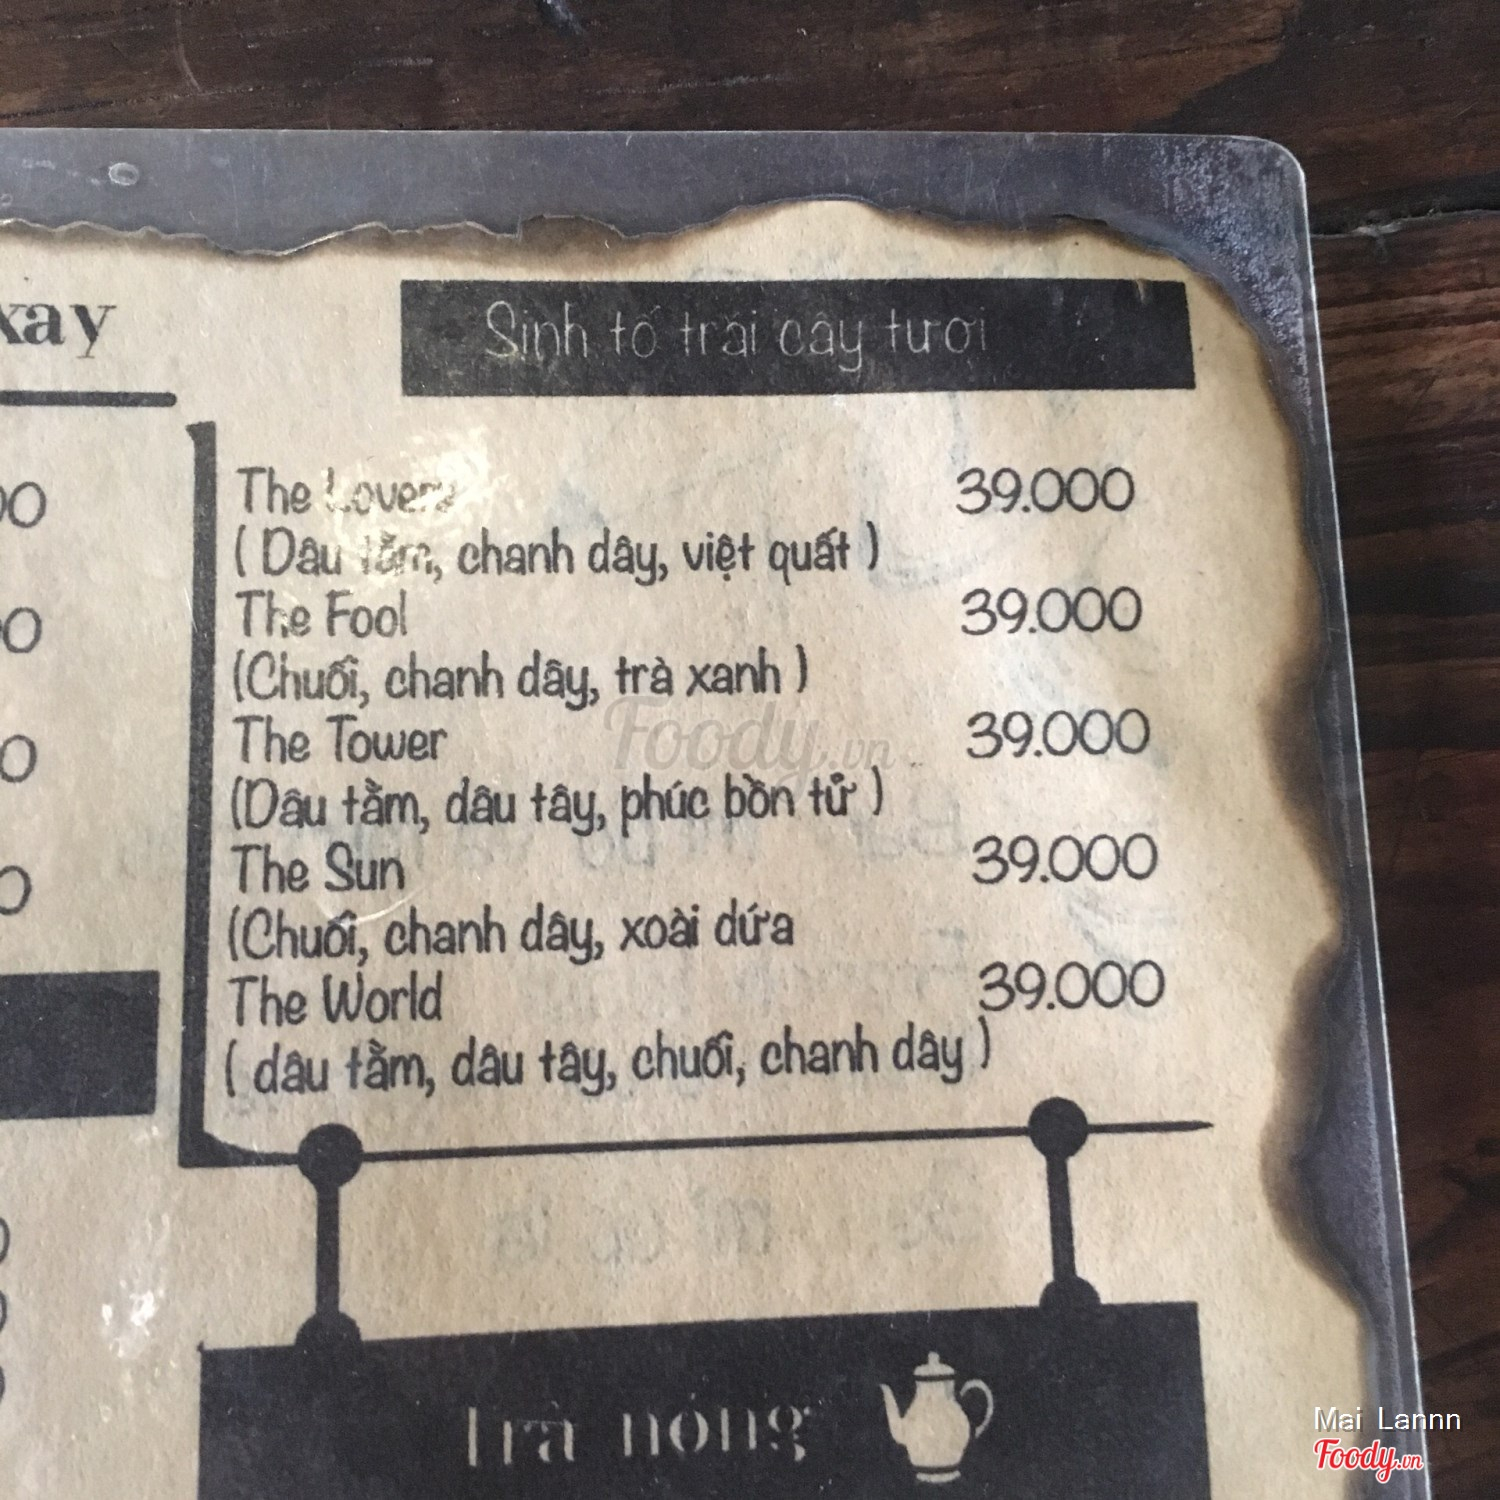 xay
Sinh tố trái cây tươi
The Lovers 39.000
( Dâu tằm, chanh dây, việt quất )
The Fool 39.000
(Chuối, chanh dây, trà xanh )
The Tower 39.000
(Dâu tằm, dâu tây, phúc bồn tử )
The Sun 39.000
(Chuối, chanh dây, xoài dứa
The World 39.000
( dâu tằm, dâu tây, chuối, chanh dây )
Trà nóng
Foody.vn
Mai Lannn
Foody.vn